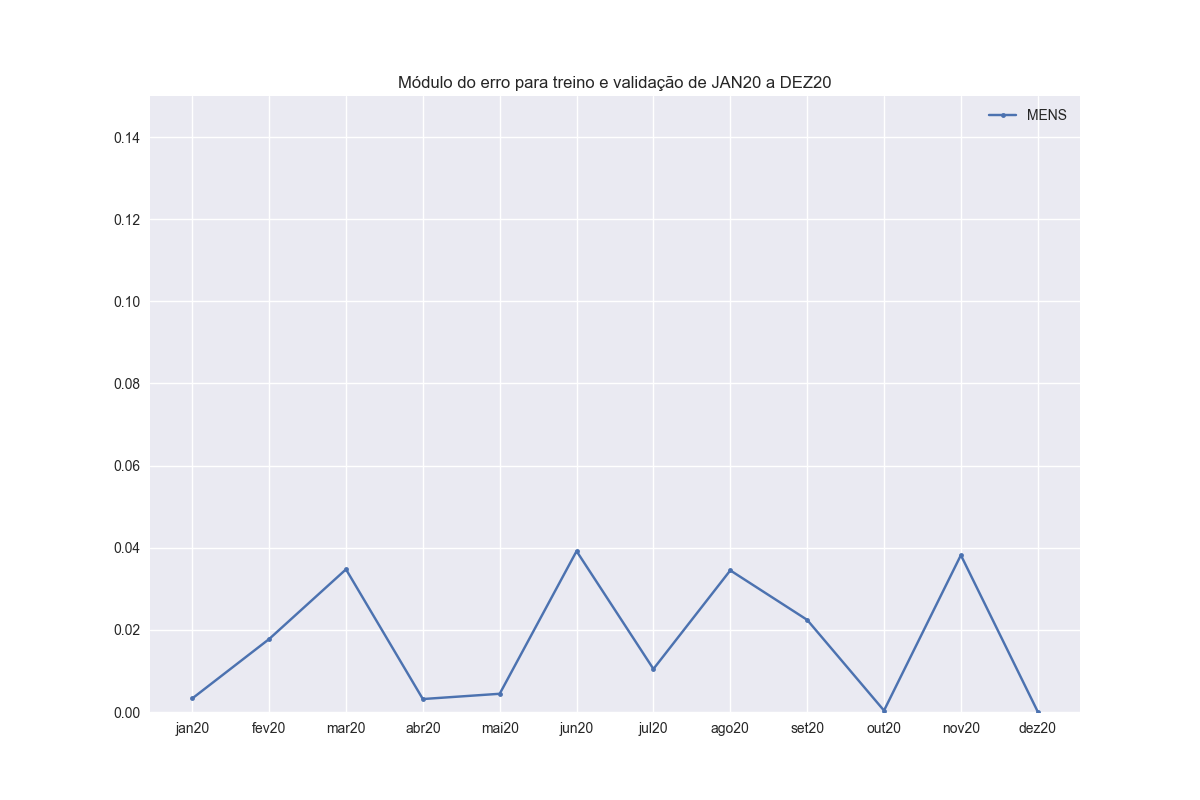 Módulo do erro para treino e validação de JAN20 a DEZ20
MENS
0.14
0.12
0.10
0.08
0.06
0.04
0.02
0.00
jan20 fev20 mar20 abr20 mai20 jun20 jul20 ago20 set20 out20 nov20 dez20